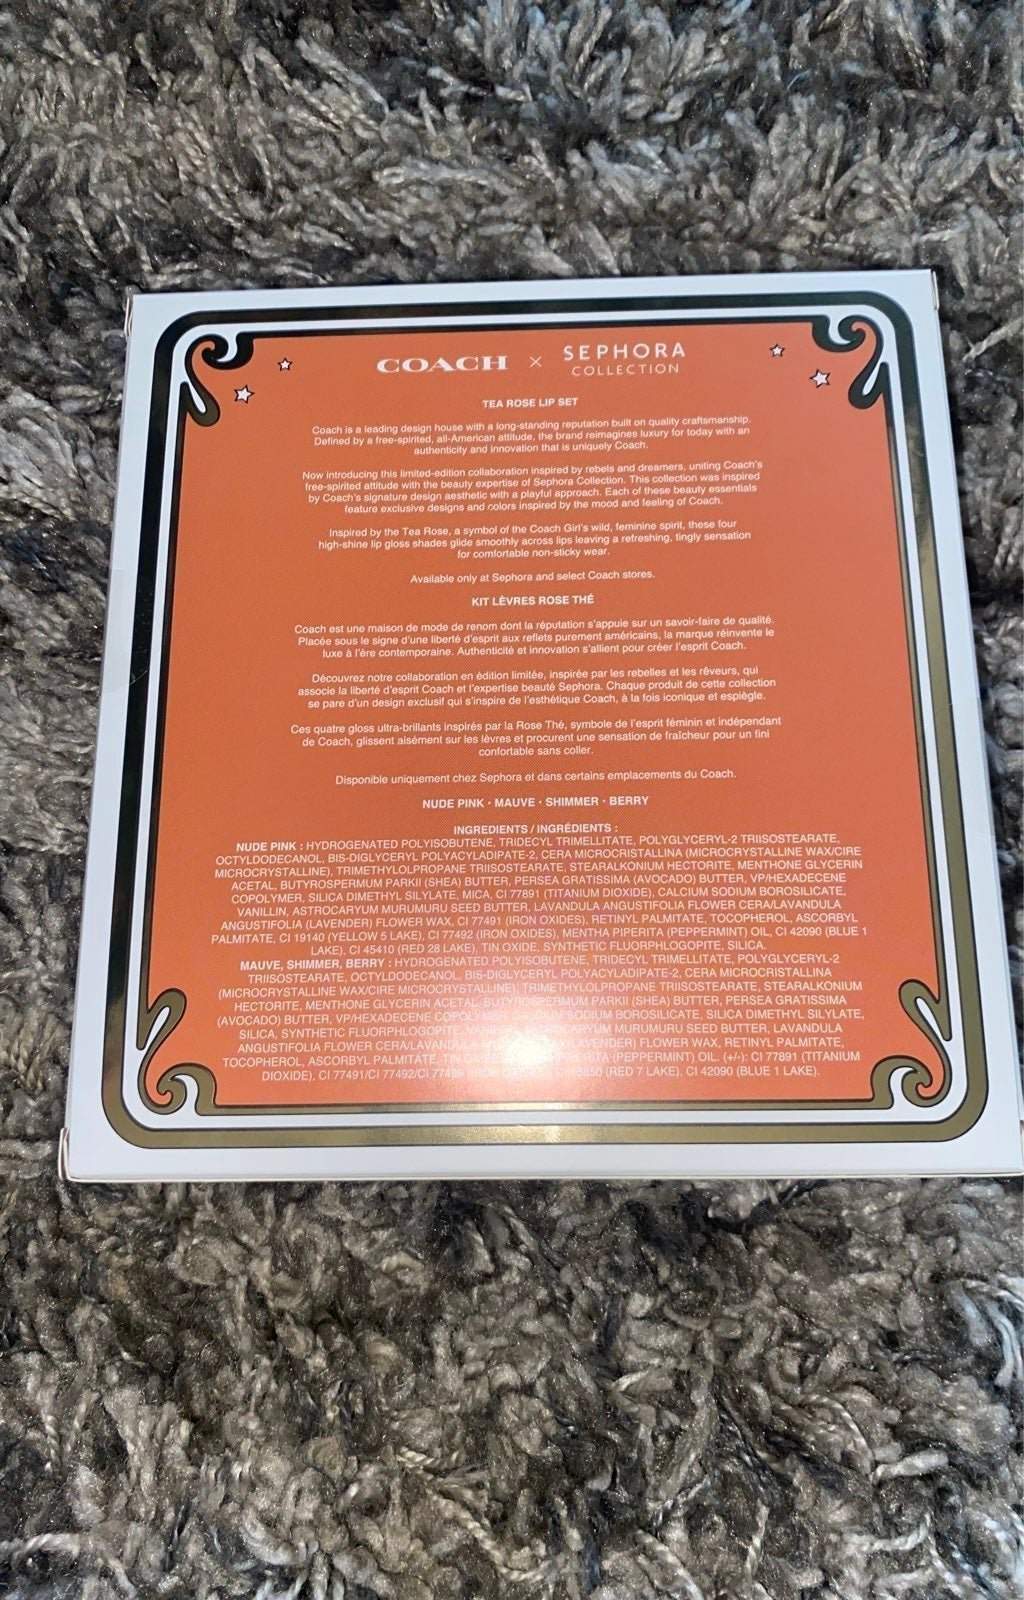 COACH × SEPHORA
COLLECTION
TEA ROSE LIP SET
Coach is a leading design house with a long-standing reputation built on quality craftsmanship.
Defined by a free-spirited, all-American attitude, the brand reimagines luxury for today with an
authenticity and innovation that is uniquely Coach.
Now introducing this limited-edition collaboration inspired by rebels and dreamers, uniting Coach's
free-spirited attitude with the beauty expertise of Sephora Collection. This collection was inspired
by Coach's signature design aesthetic with a playful approach. Each of these beauty essentials
feature exclusive designs and colors inspired by the mood and feeling of Coach.
Inspired by the Tea Rose, a symbol of the Coach Girl's wild, feminine spirit, these four
high-shine lip gloss shades glide smoothly across lips leaving a refreshing, tingly sensation
for comfortable non-sticky wear.
Available only at Sephora and select Coach stores.
KIT LÈVRES ROSE THÉ
Coach est une maison de mode de renom dont la réputation s'appuie sur un savoir-faire de qualité.
Placée sous le signe d'une liberté d'esprit aux reflets purement américains, la marque réinvente le
luxe à l'ère contemporaine. Authenticité et innovation s'allient pour créer l'esprit Coach.
Découvrez notre collaboration en édition limitée, inspirée par les rebelles et les rêveurs, qui
associe la liberté d'esprit Coach et l'expertise beauté Sephora. Chaque produit de cette collection
se pare d'un design exclusif qui s'inspire de l'esthétique Coach, à la fois iconique et espiègle.
Ces quatre gloss ultra-brillants inspirés par la Rose Thé, symbole de l'esprit féminin et indépendant
de Coach, glissent aisément sur les lèvres et procurent une sensation de fraîcheur pour un fini
confortable sans coller.
Disponible uniquement chez Sephora et dans certains emplacements du Coach.
NUDE PINK · MAUVE · SHIMMER · BERRY
INGREDIENTS / INGRÉDIENTS :
NUDE PINK : HYDROGENATED POLYISOBUTENE, TRIDECYL TRIMELLITATE, POLYGLYCERYL-2 TRIISOSTEARATE,
OCTYLDODECANOL, BIS-DIGLYCERYL POLYACYLADIPATE-2, CERA MICROCRISTALLINA (MICROCRYSTALLINE WAX/CIRE
MICROCRYSTALLINE), TRIMETHYLOLPROPANE TRIISOSTEARATE, STEARALKONIUM HECTORITE, MENTHONE GLYCERIN
ACETAL, BUTYROSPERMUM PARKII (SHEA) BUTTER, PERSEA GRATISSIMA (AVOCADO) BUTTER, VP/HEXADECENE
COPOLYMER, SILICA DIMETHYL SILYLATE, MICA, CI 77891 (TITANIUM DIOXIDE), CALCIUM SODIUM BOROSILICATE,
VANILLIN, ASTROCARYUM MURUMURU SEED BUTTER, LAVANDULA ANGUSTIFOLIA FLOWER CERA/LAVANDULA
ANGUSTIFOLIA (LAVENDER) FLOWER WAX, CI 77491 (IRON OXIDES), RETINYL PALMITATE, TOCOPHEROL, ASCORBYL
PALMITATE, CI 19140 (YELLOW 5 LAKE), CI 77492 (IRON OXIDES), MENTHA PIPERITA (PEPPERMINT) OIL, CI 42090 (BLUE 1
LAKE), CI 45410 (RED 28 LAKE), TIN OXIDE, SYNTHETIC FLUORPHLOGOPITE, SILICA.
MAUVE, SHIMMER, BERRY : HYDROGENATED POLYISOBUTENE, TRIDECYL TRIMELLITATE, POLYGLYCERYL-2
TRIISOSTEARATE, OCTYLDODECANOL, BIS-DIGLYCERYL POLYACYLADIPATE-2, CERA MICROCRISTALLINA
(MICROCRYSTALLINE WAX/CIRE MICROCRYSTALLINE), TRIMETHYLOLPROPANE TRIISOSTEARATE, STEARALKONIUM
HECTORITE, MENTHONE GLYCERIN ACETAL, BUTYROSPERMUM PARKII (SHEA) BUTTER, PERSEA GRATISSIMA
(AVOCADO) BUTTER, VP/HEXADECENE COPOLYMER, CALCIUM SODIUM BOROSILICATE, SILICA DIMETHYL SILYLATE,
SILICA, SYNTHETIC FLUORPHLOGOPITE, MURUMURU SEED BUTTER, LAVANDULA
ANGUSTIFOLIA FLOWER CERA/LAVANDULA (LAVENDER) FLOWER WAX, RETINYL PALMITATE,
TOCOPHEROL, ASCORBYL PALMITATE, TIN (PEPPERMINT) OIL. (+/-): CI 77891 (TITANIUM
DIOXIDE), CI 77491/CI 77492/CI 77499 (RED 7 LAKE), CI 42090 (BLUE 1 LAKE).